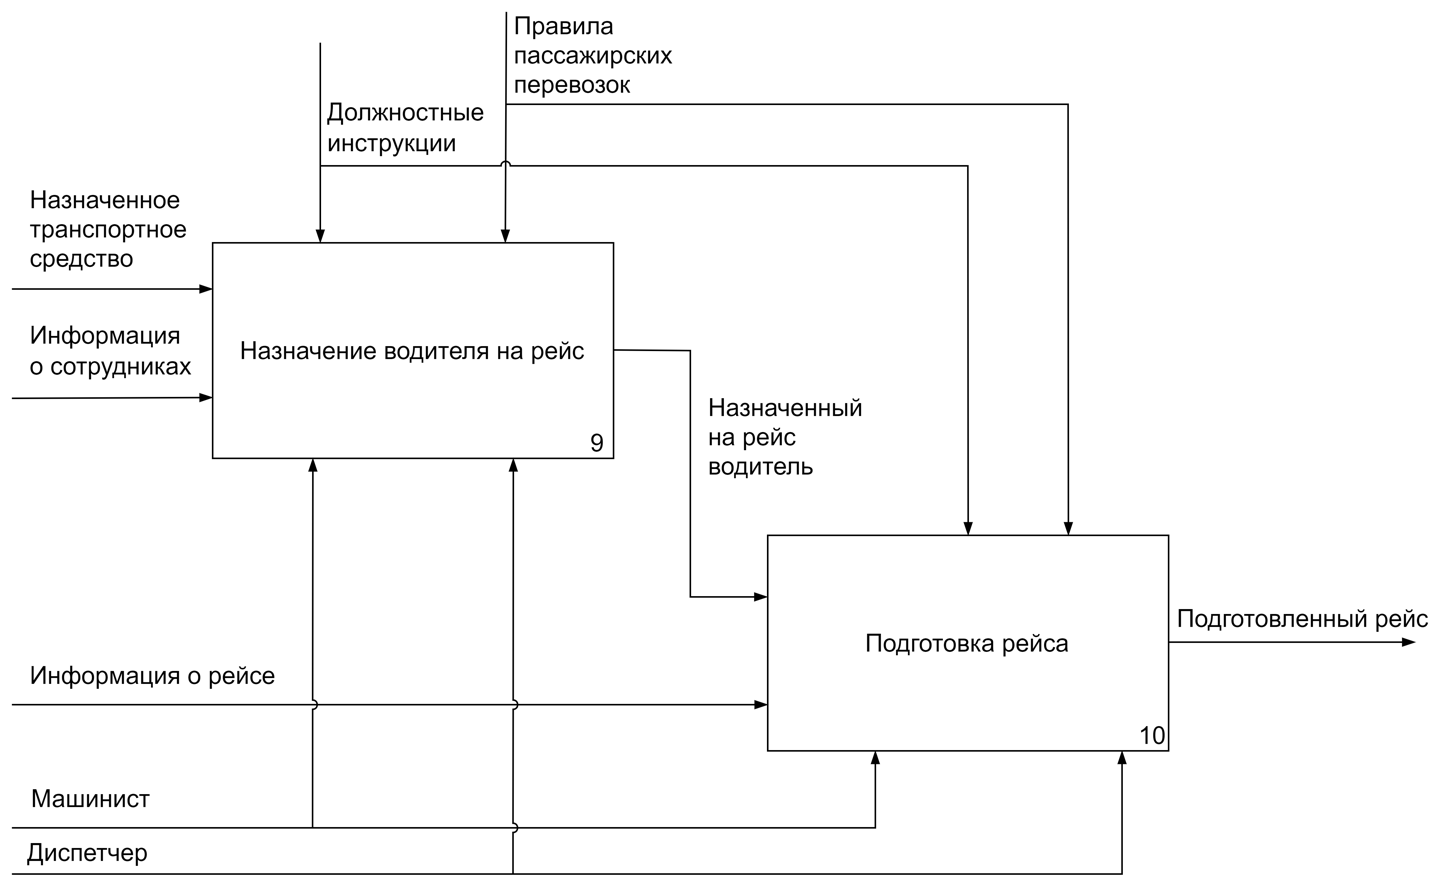 Правила
пассажирских
перевозок
Должностные
инструкции
Назначенное
транспортное
средство
Информация
о сотрудниках
Назначение водителя на рейс
9
Назначенный
на рейс
водитель
Подготовленный рейс
Подготовка рейса
10
Информация о рейсе
Машинист
Диспетчер